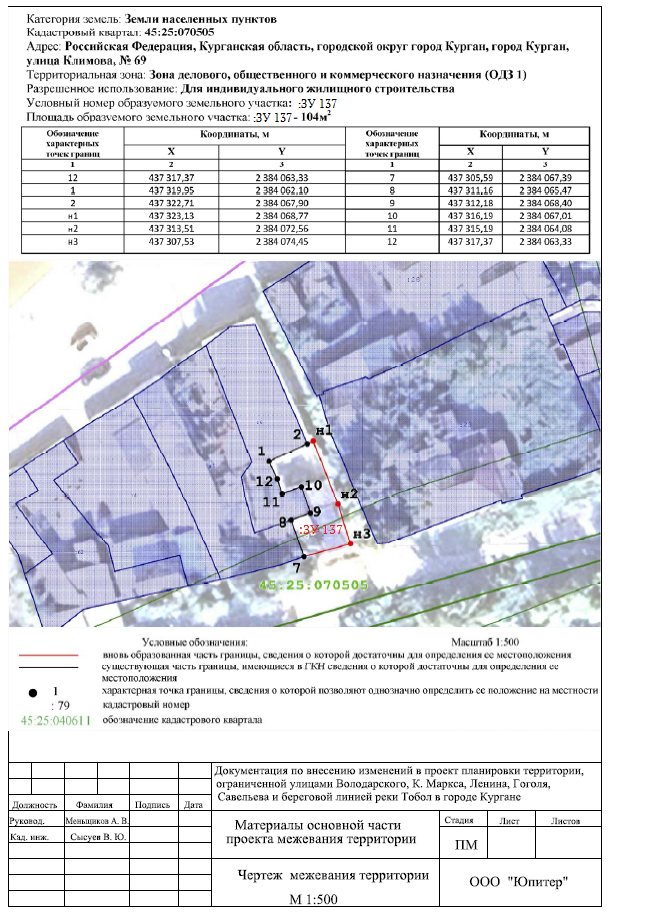 Категория земель: Земли населенных пунктов
Кадастровый квартал: 45:25:070505
Адрес: Российская Федерация, Курганская область, городской округ город Курган, город Курган,
улица Климова, № 69
Территориальная зона: Зона делового, общественного и коммерческого назначения (ОДЗ 1)
Разрешенное использование: Для индивидуального жилищного строительства
Условный номер образуемого земельного участка: :ЗУ 137
Площадь образуемого земельного участка: :ЗУ 137- 104м²
Обозначение характерных точек границ Координаты, м Обозначение характерных точек границ Координаты, м
X Y X Y
1 2 3 1 2 3
12 437 317,37 2 384 063,33 7 437 305,59 2 384 067,39
1 437 319,95 2 384 062,10 8 437 311,16 2 384 065,47
2 437 322,71 2 384 067,90 9 437 312,18 2 384 068,40
н1 437 323,13 2 384 068,77 10 437 316,19 2 384 067,01
н2 437 313,51 2 384 072,56 11 437 315,19 2 384 064,08
н3 437 307,53 2 384 074,45 12 437 317,37 2 384 063,33
2 н1
1
12 10
11 н2
8 9
:ЗУ 137 н3
7
45:25:070505
Условные обозначения: Масштаб 1:500
вновь образованная часть границы, сведения о которой достаточны для определения ее местоположения
существующая часть границы, имеющиеся в ГКН сведения о которой достаточны для определения ее
местоположения
1 характерная точка границы, сведения о которой позволяют однозначно определить ее положение на местности
: 79 кадастровый номер
45:25:040611 обозначение кадастрового квартала
Документация по внесению изменений в проект планировки территории,
ограниченной улицами Володарского, К. Маркса, Ленина, Гоголя,
Савельева и береговой линией реки Тобол в городе Кургане
Должность Фамилия Подпись Дата
Руковод. Меньщиков А. В.
Кад. инж. Сысуев В. Ю.
Материалы основной части
проекта межевания территории
Стадия Лист Листов
ПМ
Чертеж межевания территории
М 1:500
ООО "Юпитер"